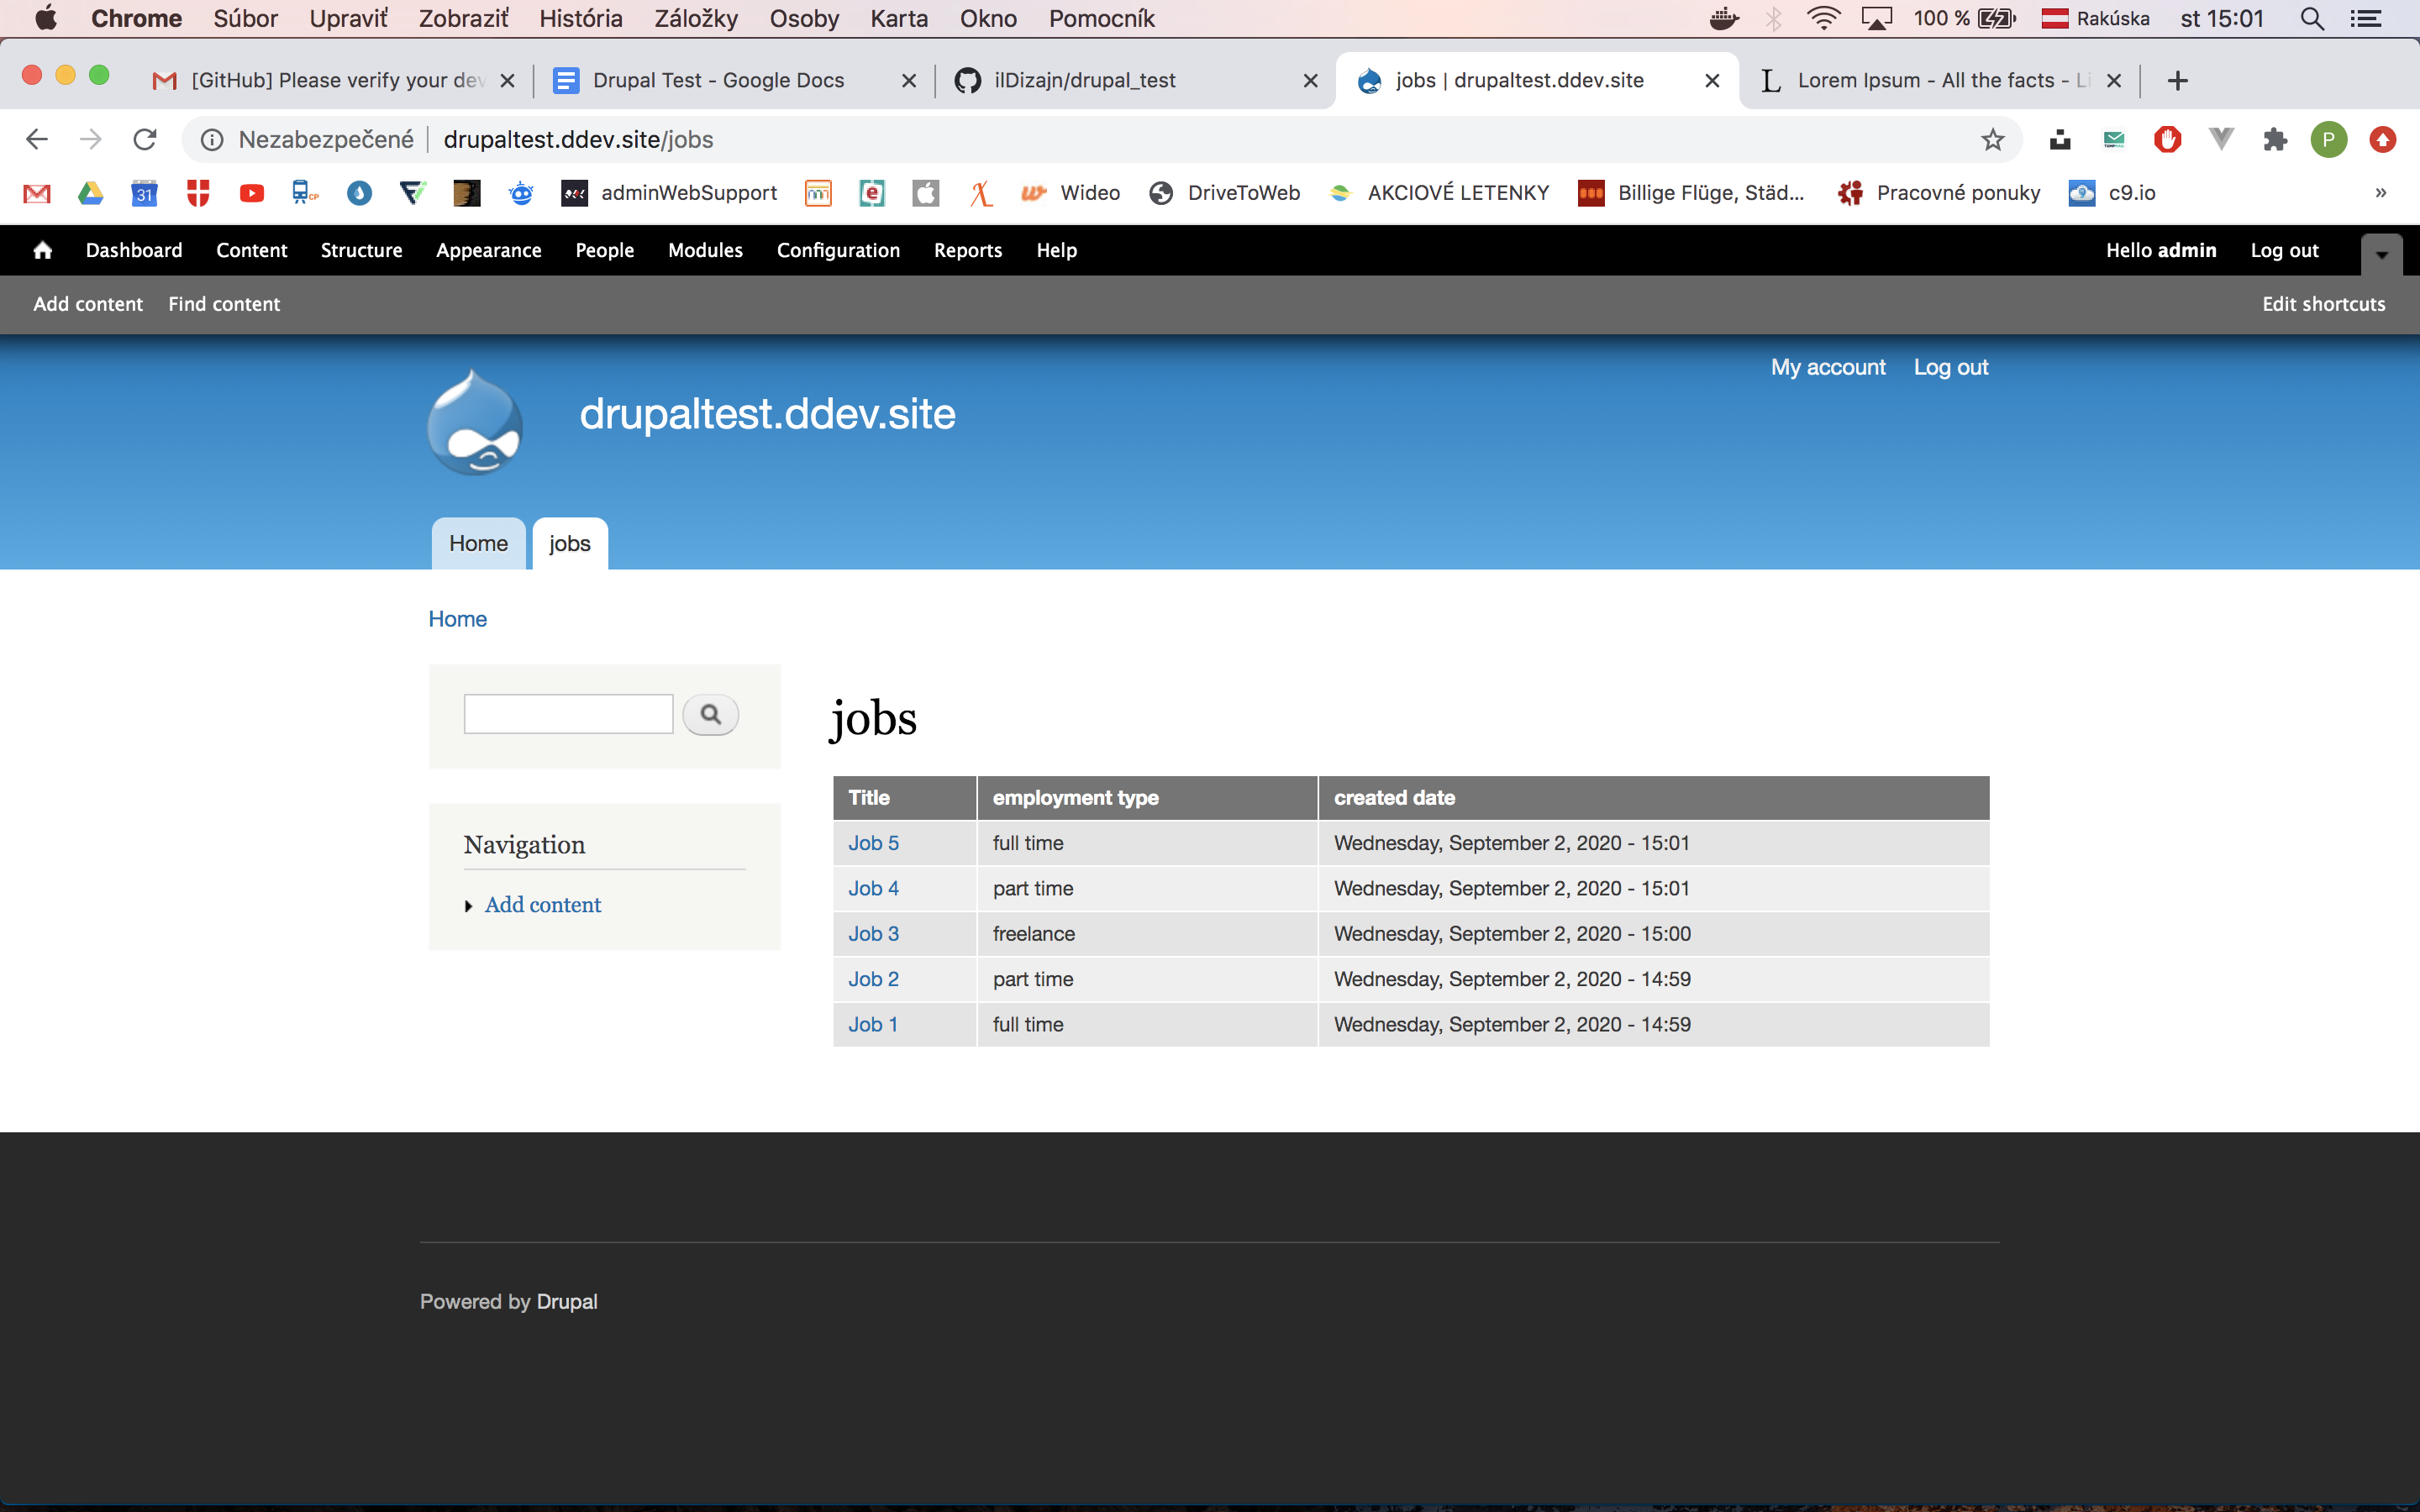 Chrome Súbor Upraviť Zobraziť História Záložky Osoby Karta Okno Pomocník 100 % Rakúska st 15:01
[GitHub] Please verify your dev Drupal Test - Google Docs ilDizajn/drupal_test jobs | drupaltest.ddev.site Lorem Ipsum - All the facts - Li
Nezabezpečené drupaltest.ddev.site/jobs P
31 CP adminWebSupport Wideo DriveToWeb AKCIOVÉ LETENKY Billige Flüge, Städ... Pracovné ponuky c9.io »
Dashboard Content Structure Appearance People Modules Configuration Reports Help Hello admin Log out
Add content Find content Edit shortcuts
My account Log out
drupaltest.ddev.site
Home jobs
Home
jobs
Navigation
Add content
Title employment type created date
Job 5 full time Wednesday, September 2, 2020 - 15:01
Job 4 part time Wednesday, September 2, 2020 - 15:01
Job 3 freelance Wednesday, September 2, 2020 - 15:00
Job 2 part time Wednesday, September 2, 2020 - 14:59
Job 1 full time Wednesday, September 2, 2020 - 14:59
Powered by Drupal